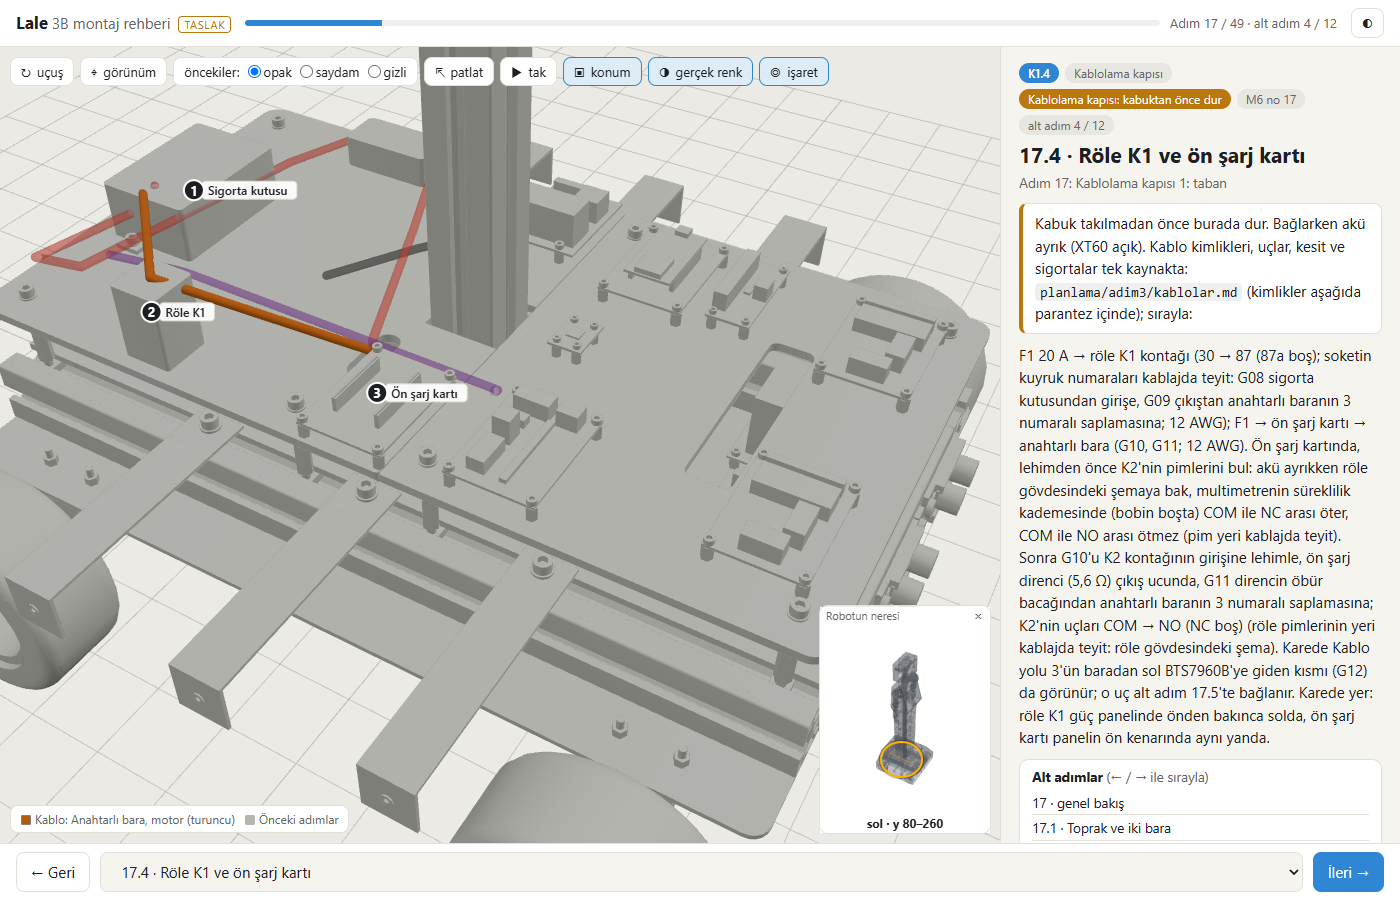 Lale 3B montaj rehberi TASLAK
Adım 17 / 49 · alt adım 4 / 12
uçuş
görünüm
öncekiler: opak saydam gizli
patlat
tak
konum
gerçek renk
işaret
1 Sigorta kutusu
2 Röle K1
3 Ön şarj kartı
Robotun neresi ×
sol · y 80–260
Kablo: Anahtarlı bara, motor (turuncu) Önceki adımlar
K1.4 Kablolama kapısı
Kablolama kapısı: kabuktan önce dur M6 no 17
alt adım 4 / 12
17.4 · Röle K1 ve ön şarj kartı
Adım 17: Kablolama kapısı 1: taban
Kabuk takılmadan önce burada dur. Bağlarken akü
ayrık (XT60 açık). Kablo kimlikleri, uçlar, kesit ve
sigortalar tek kaynakta:
planlama/adim3/kablolar.md (kimlikler aşağıda
parantez içinde); sırayla:
F1 20 A → röle K1 kontağı (30 → 87 (87a boş); soketin
kuyruk numaraları kablajda teyit: G08 sigorta
kutusundan girişe, G09 çıkıştan anahtarlı baranın 3
numaralı saplamasına; 12 AWG); F1 → ön şarj kartı →
anahtarlı bara (G10, G11; 12 AWG). Ön şarj kartında,
lehimden önce K2'nin pimlerini bul: akü ayrıkken röle
gövdesindeki şemaya bak, multimetrenin süreklilik
kademesinde (bobin boşta) COM ile NC arası öter,
COM ile NO arası ötmez (pim yeri kablajda teyit).
Sonra G10'u K2 kontağının girişine lehimle, ön şarj
direnci (5,6 Ω) çıkış ucunda, G11 direncin öbür
bacağından anahtarlı baranın 3 numaralı saplamasına;
K2'nin uçları COM → NO (NC boş) (röle pimlerinin yeri
kablajda teyit: röle gövdesindeki şema). Karede Kablo
yolu 3'ün baradan sol BTS7960B'ye giden kısmı (G12)
da görünür; o uç alt adım 17.5'te bağlanır. Karede yer:
röle K1 güç panelinde önden bakınca solda, ön şarj
kartı panelin ön kenarında aynı yanda.
Alt adımlar (← / → ile sırayla)
17 · genel bakış
17.1 · Toprak ve iki bara
← Geri
17.4 · Röle K1 ve ön şarj kartı
İleri →